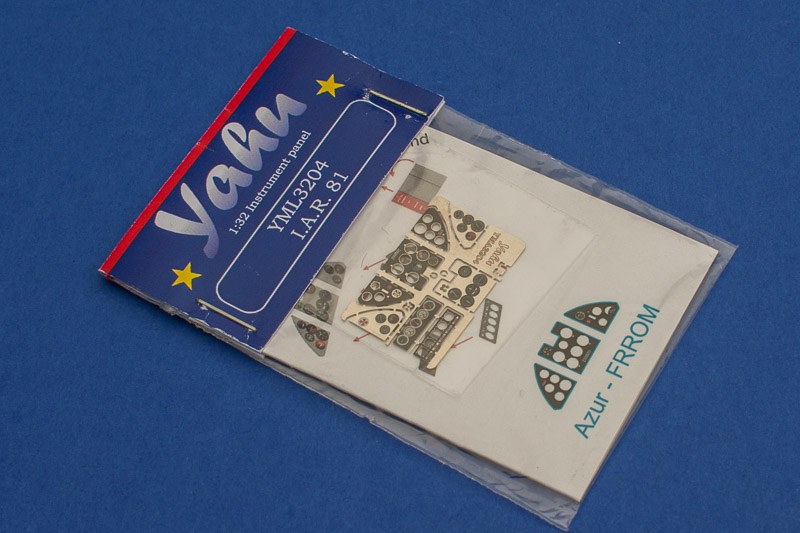 Yahu
1:32 Instrument panel
YML3204
I.A.R. 81
Azur - FRROM